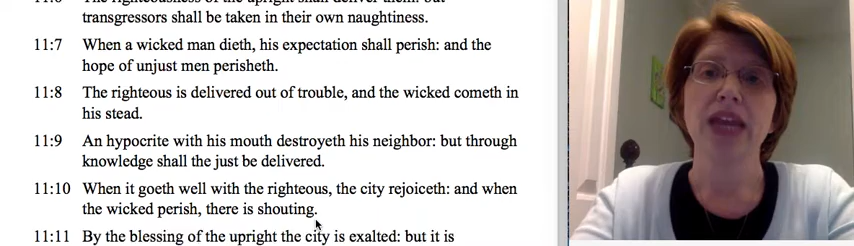 transgressors shall be taken in their own naughtiness.
11:7 When a wicked man dieth, his expectation shall perish: and the
hope of unjust men perisheth.
11:8 The righteous is delivered out of trouble, and the wicked cometh in
his stead.
11:9 An hypocrite with his mouth destroyeth his neighbor: but through
knowledge shall the just be delivered.
11:10 When it goeth well with the righteous, the city rejoiceth: and when
the wicked perish, there is shouting.
11:11 By the blessing of the upright the city is exalted: but it is